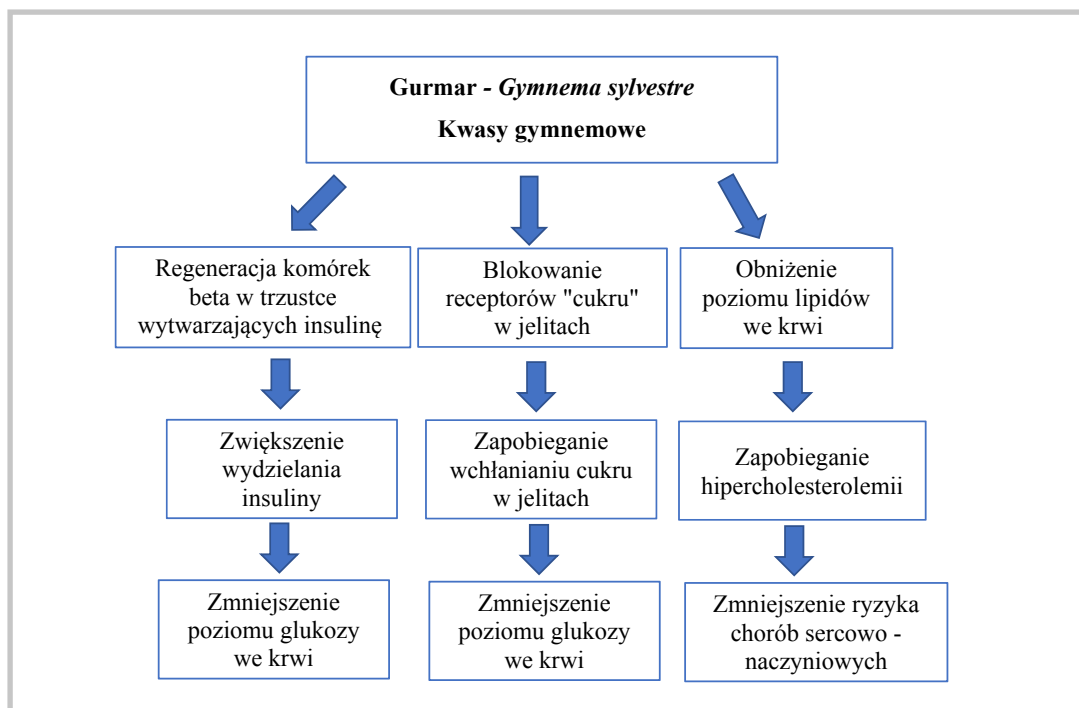 Gurmar - Gymnema sylvestre
Kwasy gymnemowe
Regeneracja komórek
beta w trzustce
wytwarzających insulinę
Blokowanie
receptorów "cukru"
w jelitach
Obniżenie
poziomu lipidów
we krwi
Zwiększenie
wydzielania
insuliny
Zapobieganie
wchłanianiu cukru
w jelitach
Zapobieganie
hipercholesterolemii
Zmniejszenie
poziomu glukozy
we krwi
Zmniejszenie
poziomu glukozy
we krwi
Zmniejszenie ryzyka
chorób sercowo -
naczyniowych